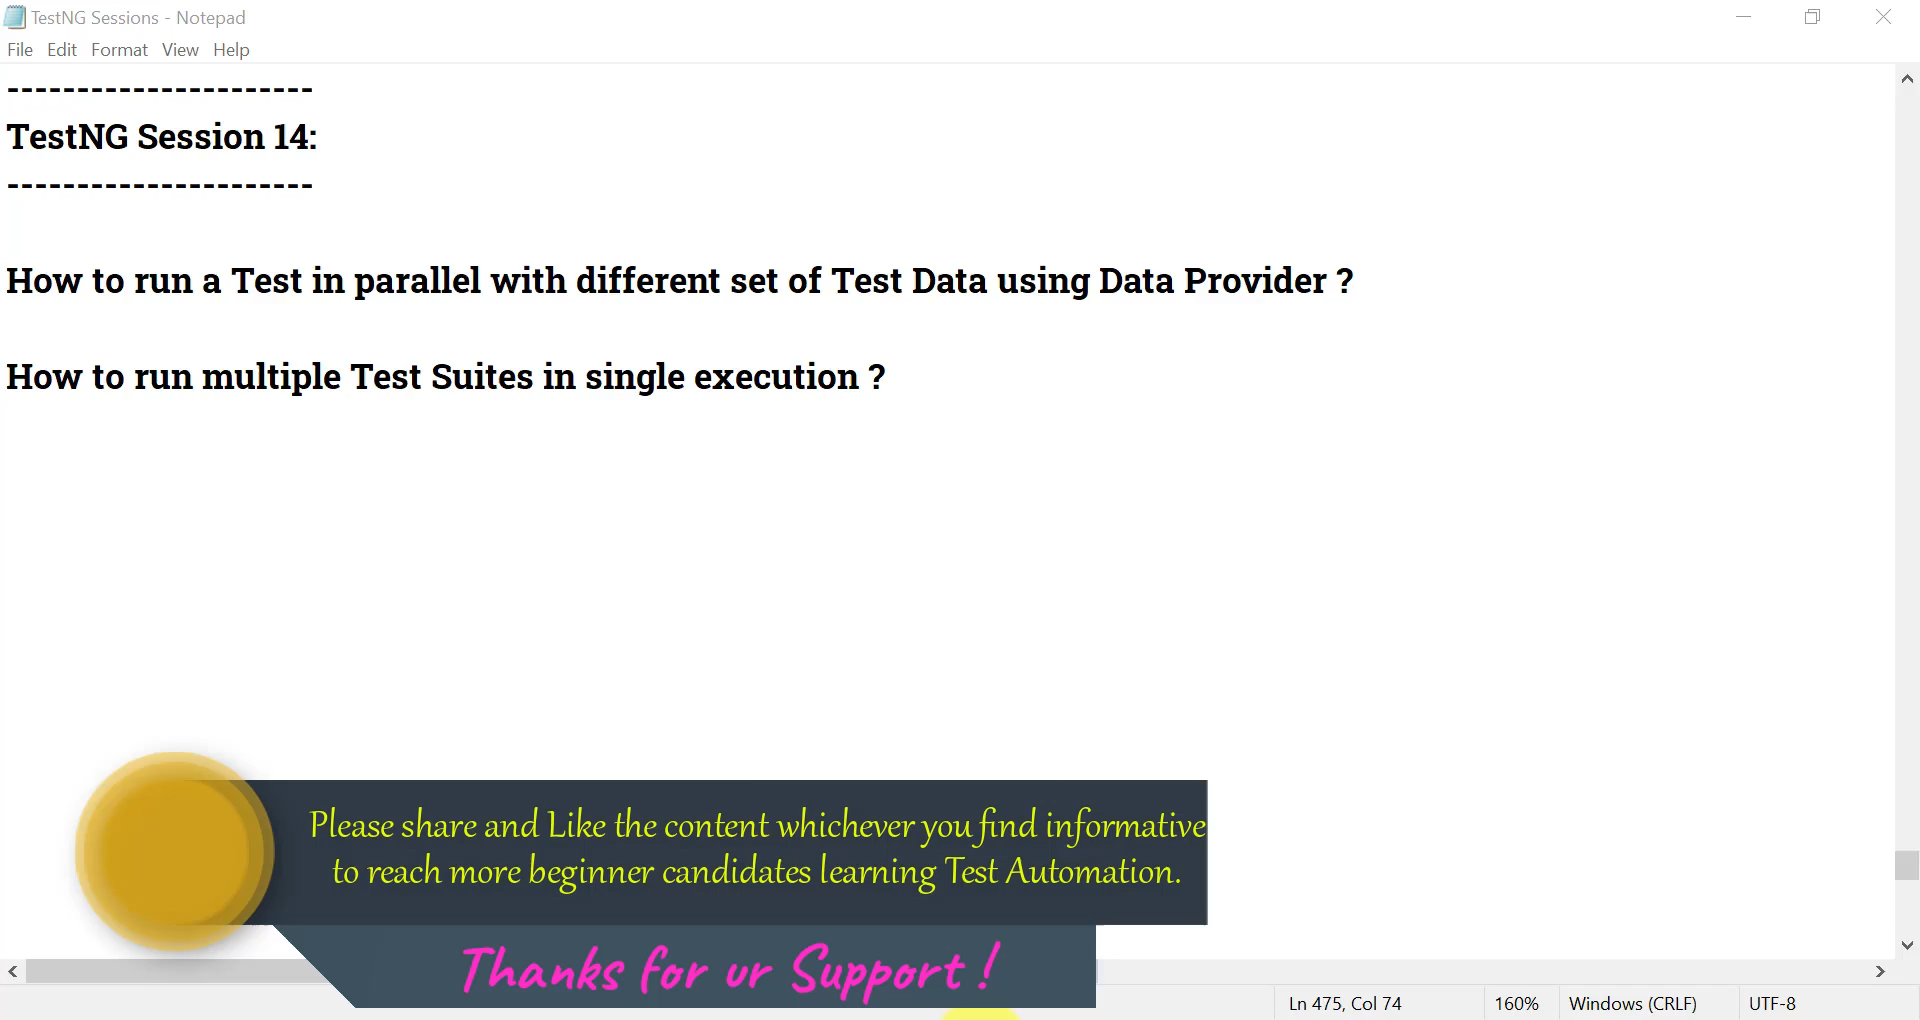 TestNG Sessions - Notepad
File Edit Format View Help
----------------------
TestNG Session 14:
----------------------
How to run a Test in parallel with different set of Test Data using Data Provider ?
How to run multiple Test Suites in single execution ?
Please share and Like the content whichever you find informative
to reach more beginner candidates learning Test Automation.
Thanks for ur Support !
Ln 475, Col 74 160% Windows (CRLF) UTF-8